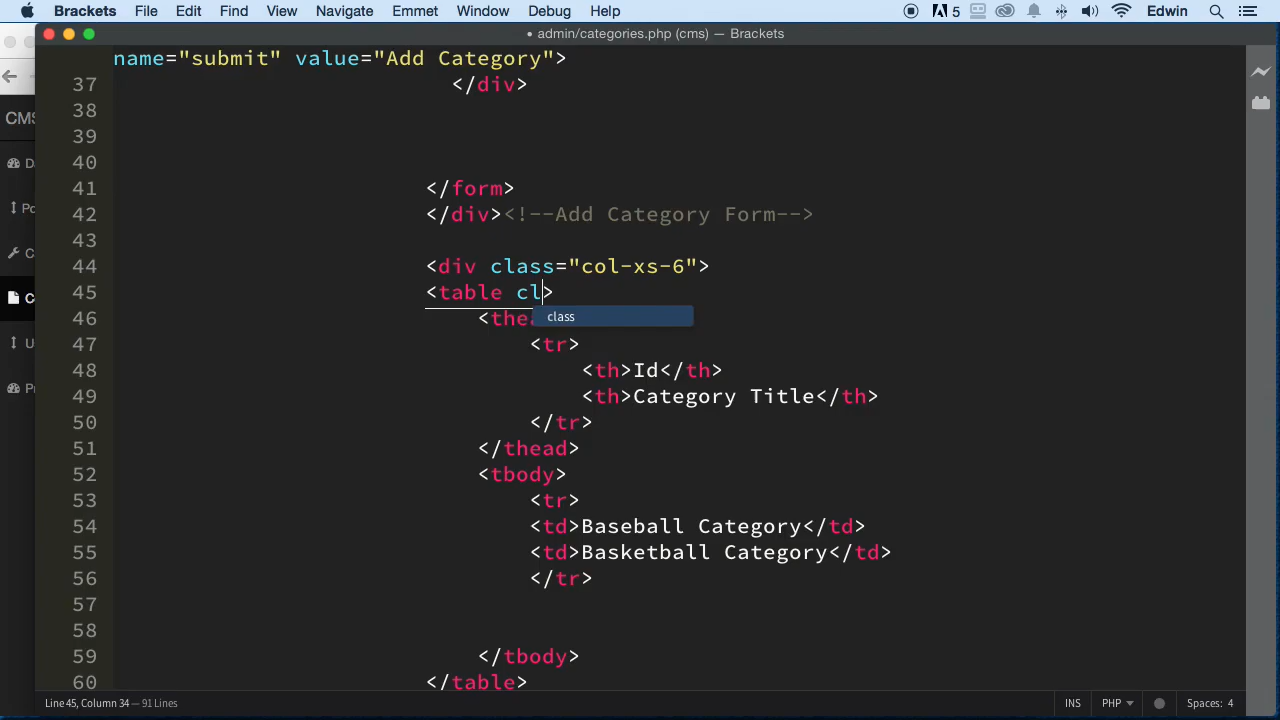 Brackets File Edit Find View Navigate Emmet Window Debug Help 5 Edwin
• admin/categories.php (cms) — Brackets
name="submit" value="Add Category">
37 </div>
38
39
40
41 </form>
42 </div><!--Add Category Form-->
43
44 <div class="col-xs-6">
45 <table cl>
class
46 <thea
47 <tr>
48 <th>Id</th>
49 <th>Category Title</th>
50 </tr>
51 </thead>
52 <tbody>
53 <tr>
54 <td>Baseball Category</td>
55 <td>Basketball Category</td>
56 </tr>
57
58
59 </tbody>
60 </table>
CMS
Da
Po
C
C
U
Pr
Line 45, Column 34 — 91 Lines
INS PHP Spaces: 4